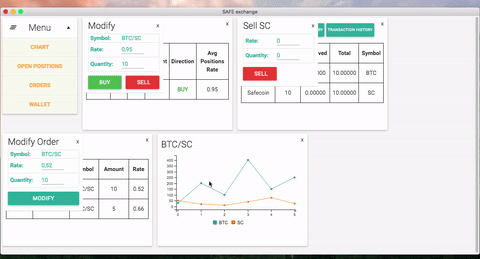 SAFE exchange
Menu
CHART
OPEN POSITIONS
ORDERS
WALLET
Modify
x
Symbol: BTC/SC
Rate: 0,95
Quantity: 10
BUY SELL
Direction Avg Positions Rate
BUY 0.95
Sell SC
x
Rate: 0
Quantity: 0
SELL
TRANSACTION HISTORY
Total Symbol
10.00000 BTC
Safecoin 10 0.00000 10.00000 SC
Modify Order
x
Symbol: BTC/SC
Rate: 0,52
Quantity: 10
MODIFY
Amount Rate
C/SC 10 0.52
C/SC 5 0.66
BTC/SC
x
400
350
300
250
200
150
100
50
0
0 1 2 3 4 5
BTC SC